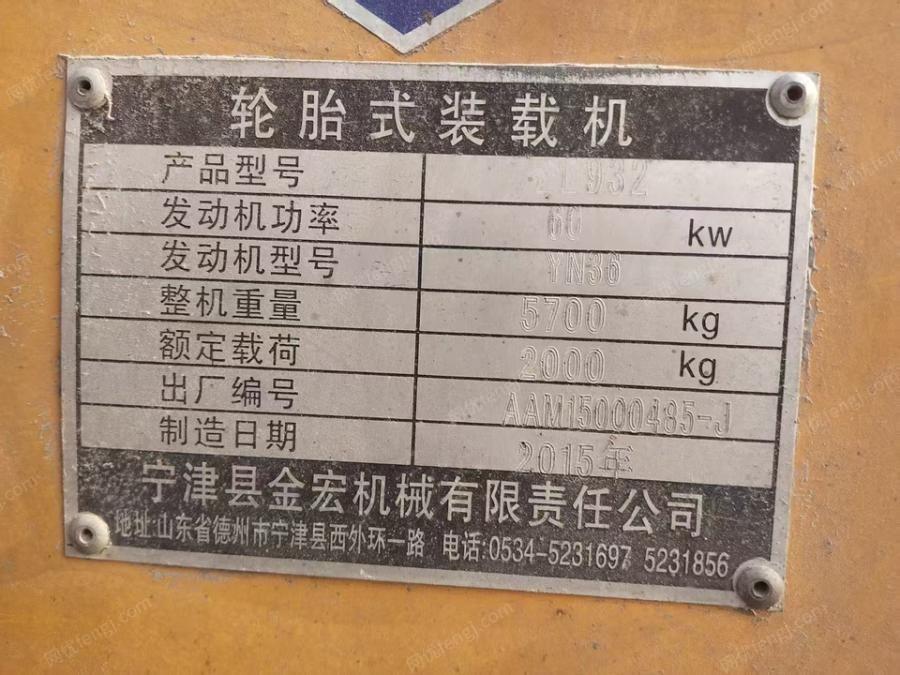 轮胎式装载机
产品型号 ZL932
发动机功率 60 kw
发动机型号 YN36
整机重量 5700 kg
额定载荷 2000 kg
出厂编号 AAM15000485-J
制造日期 2015年
宁津县金宏机械有限责任公司
地址:山东省德州市宁津县西外环一路 电话:0534-5231697 5231856